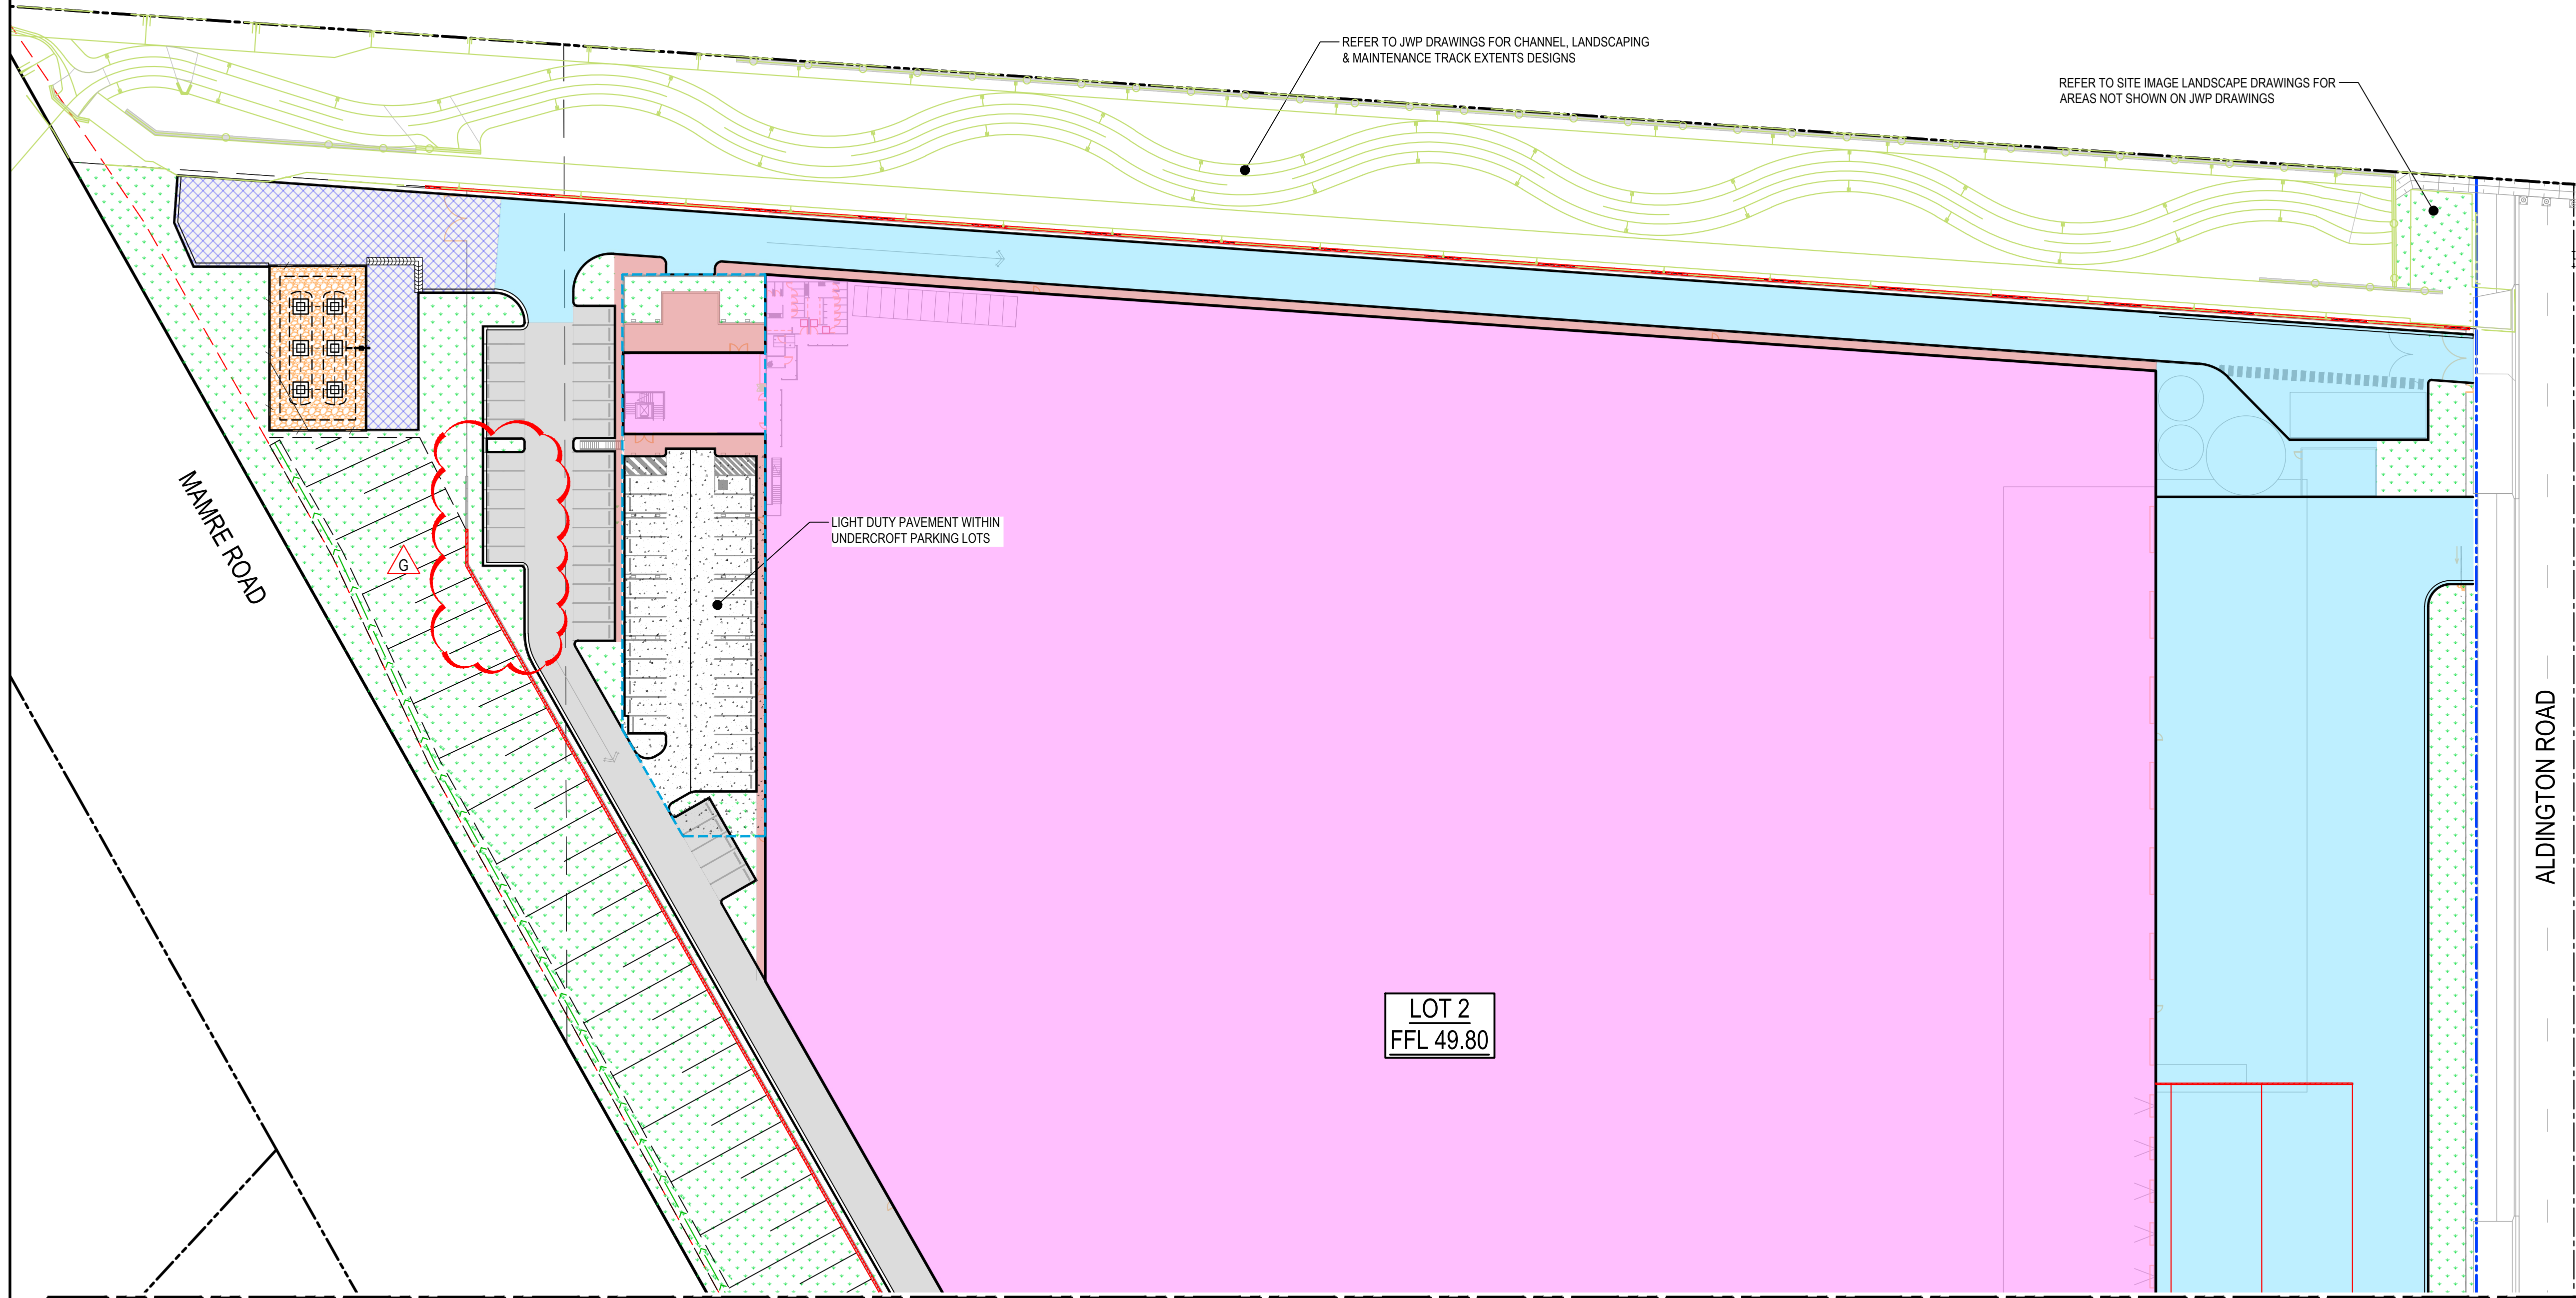 REFER TO JWP DRAWINGS FOR CHANNEL, LANDSCAPING
& MAINTENANCE TRACK EXTENTS DESIGNS
REFER TO SITE IMAGE LANDSCAPE DRAWINGS FOR
AREAS NOT SHOWN ON JWP DRAWINGS
MAMRE ROAD
G
LIGHT DUTY PAVEMENT WITHIN
UNDERCROFT PARKING LOTS
ALDINGTON ROAD
LOT 2
FFL 49.80